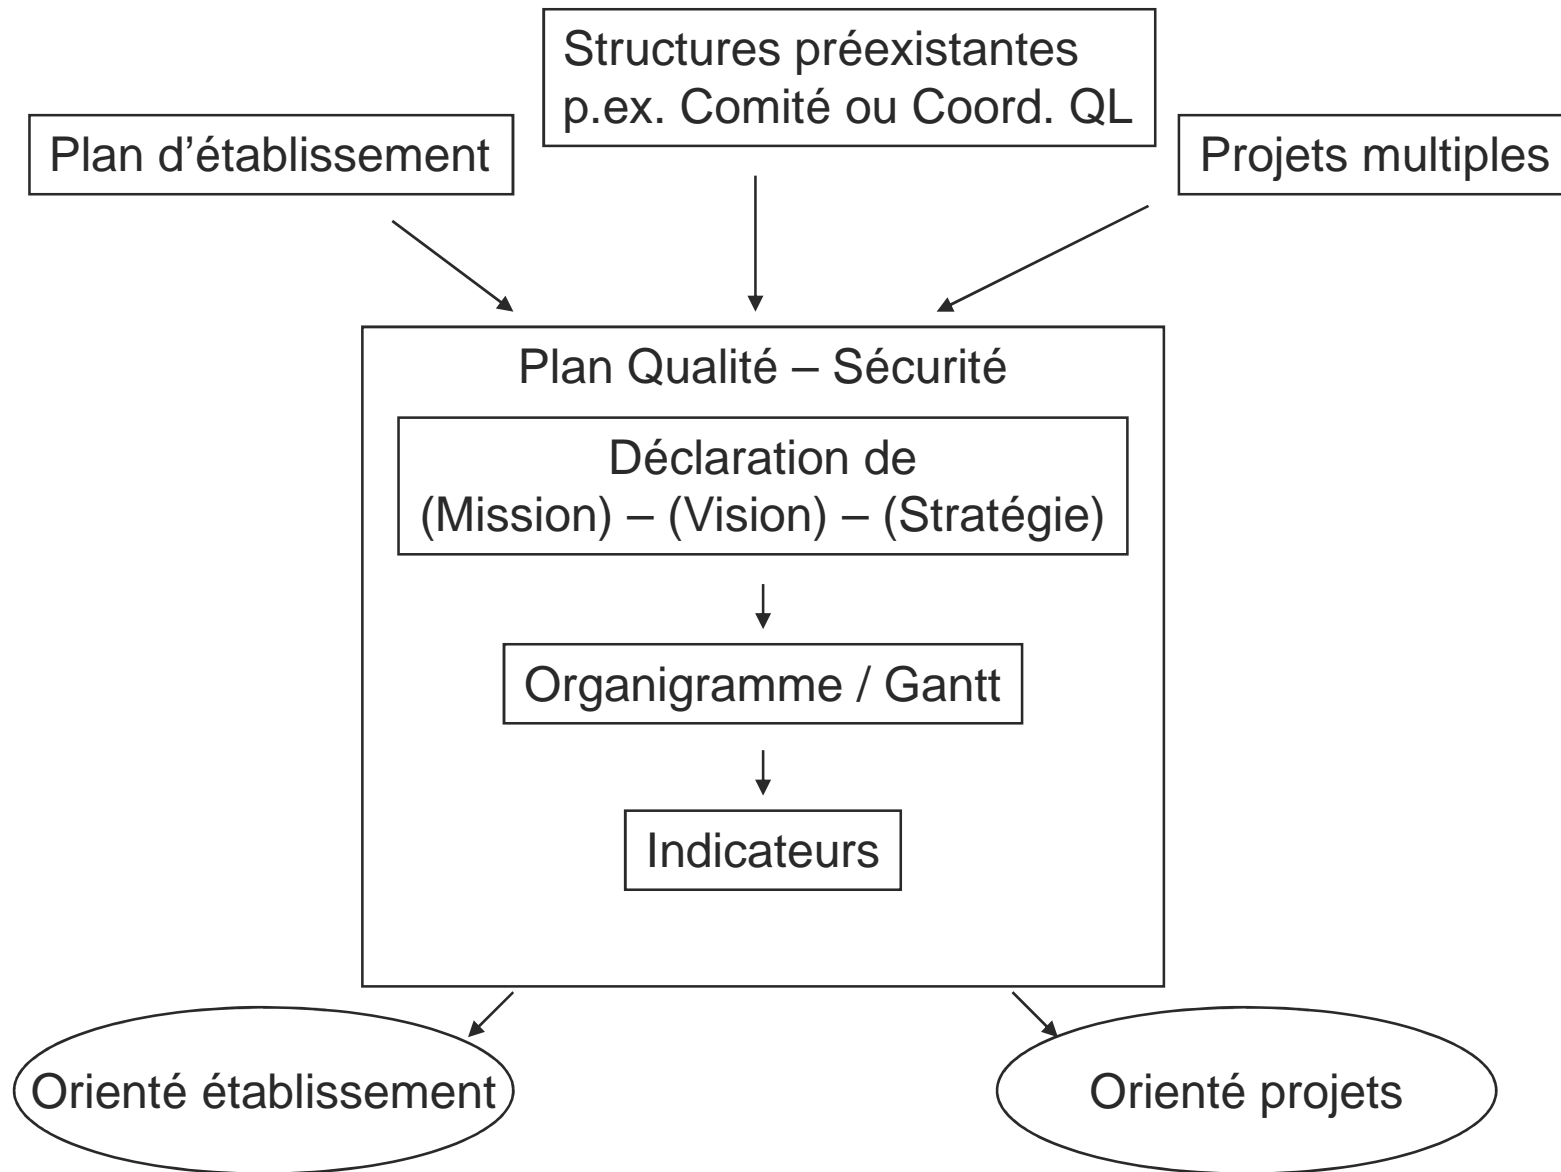 Structures préexistantes
p.ex. Comité ou Coord. QL
Plan d’établissement
Projets multiples
Plan Qualité – Sécurité
Déclaration de
(Mission) – (Vision) – (Stratégie)
Organigramme / Gantt
Indicateurs
Orienté établissement
Orienté projets